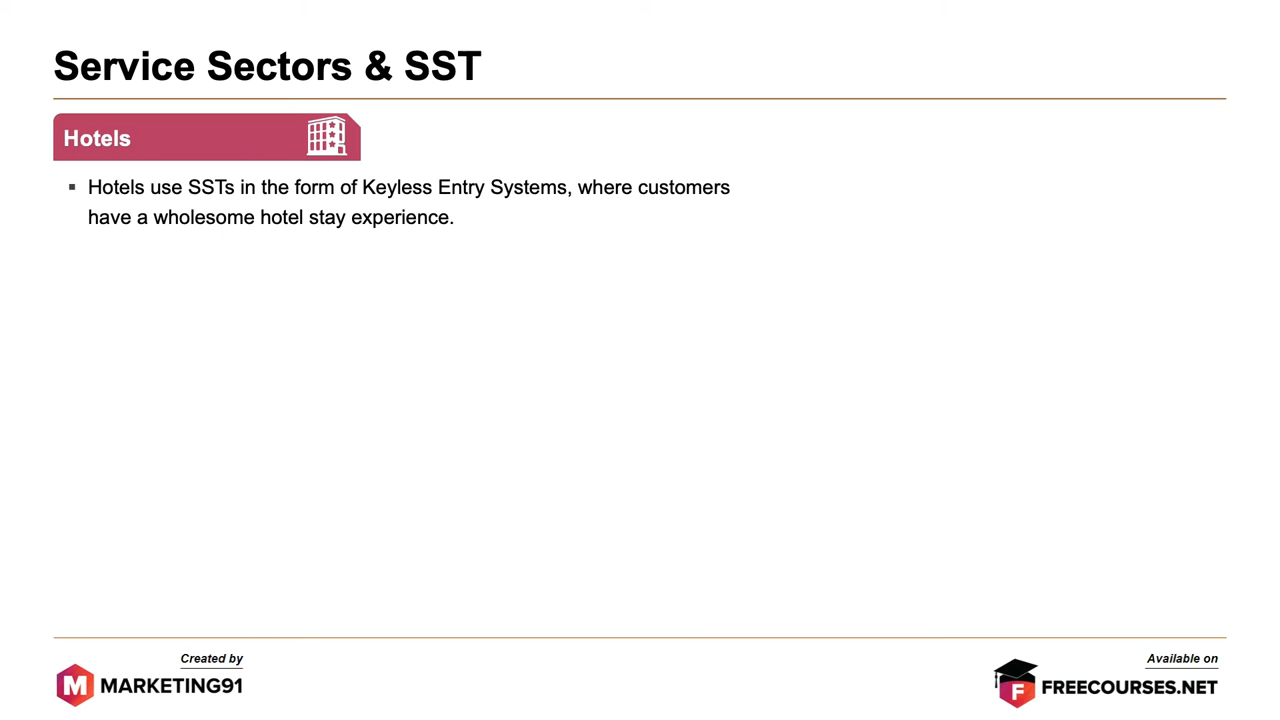 Service Sectors & SST
Hotels
▪ Hotels use SSTs in the form of Keyless Entry Systems, where customers
have a wholesome hotel stay experience.
Created by
M MARKETING91
Available on
F FREECOURSES.NET